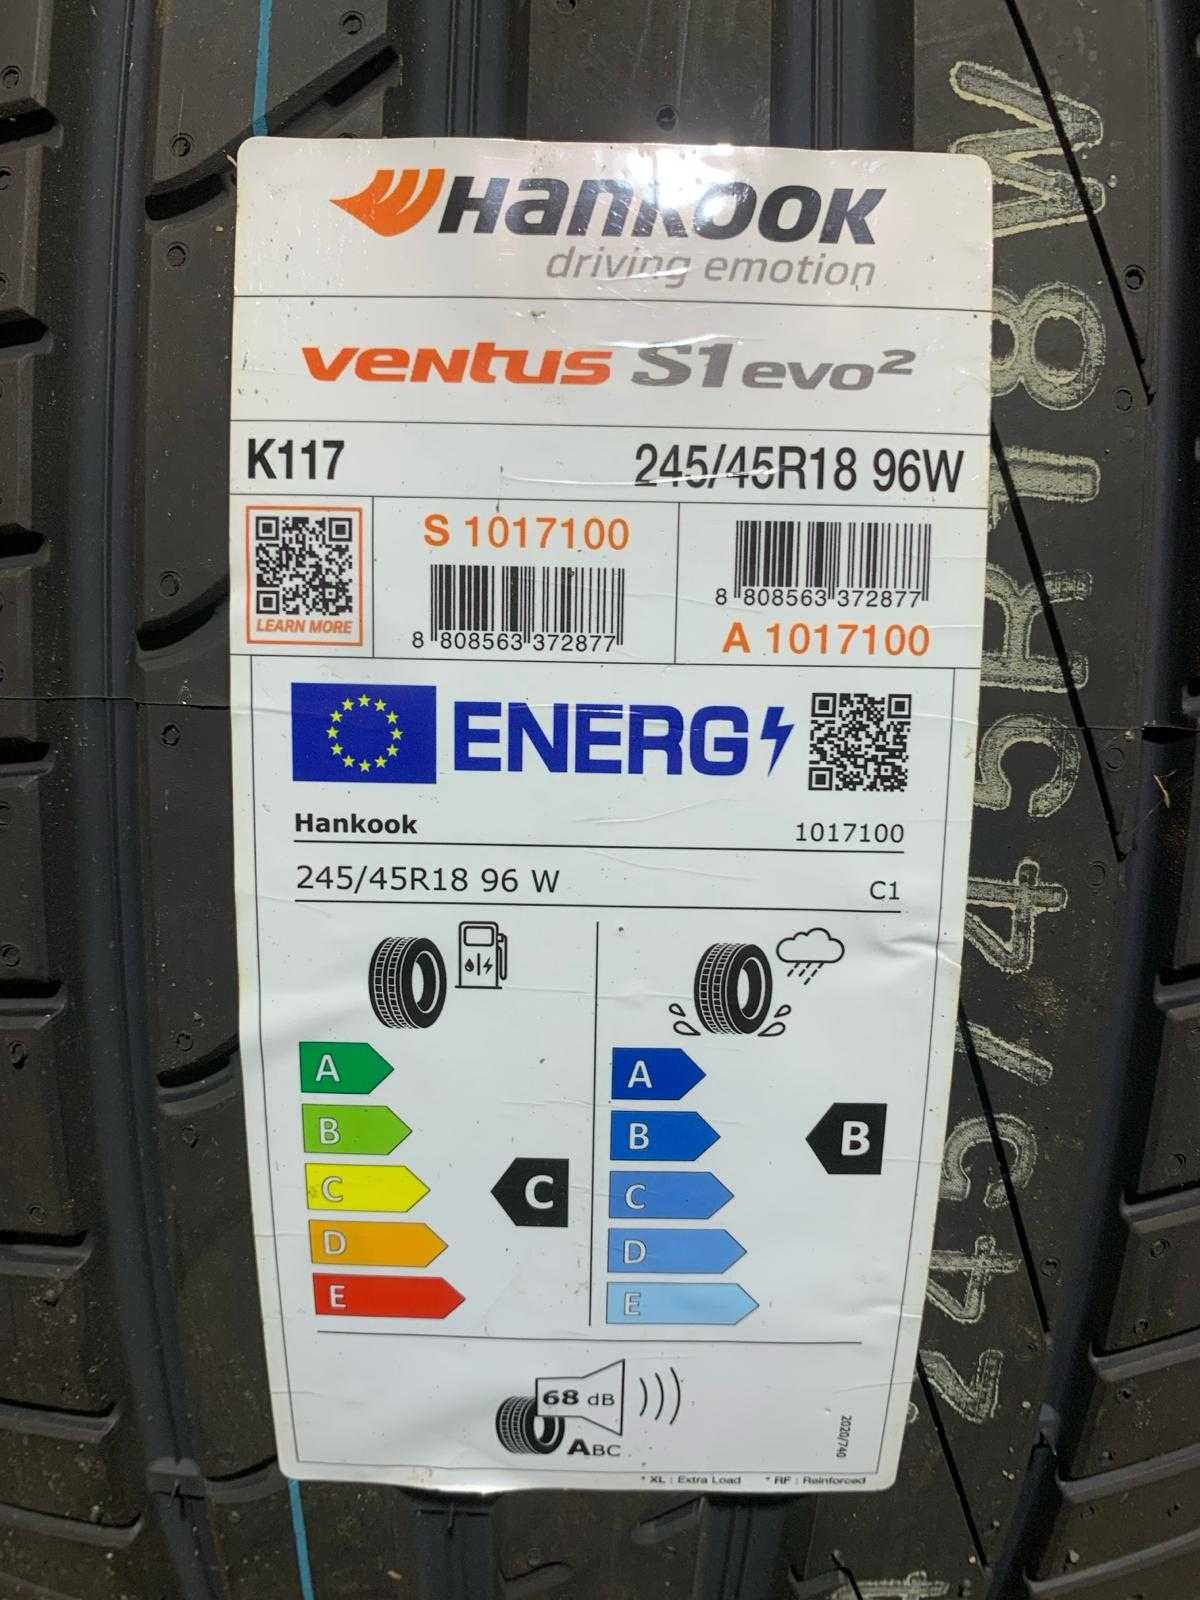 Hankook
driving emotion
ventus S1 evo²
K117
245/45R18 96W
LEARN MORE
S 1017100
8 808563 372877
8 808563 372877
A 1017100
ENERG
Hankook
1017100
245/45R18 96 W
C1
A
B
C
D
E
C
A
B
C
D
E
B
68 dB
ABC
2020/740
* XL : Extra Load * RF : Reinforced
245/45R18W